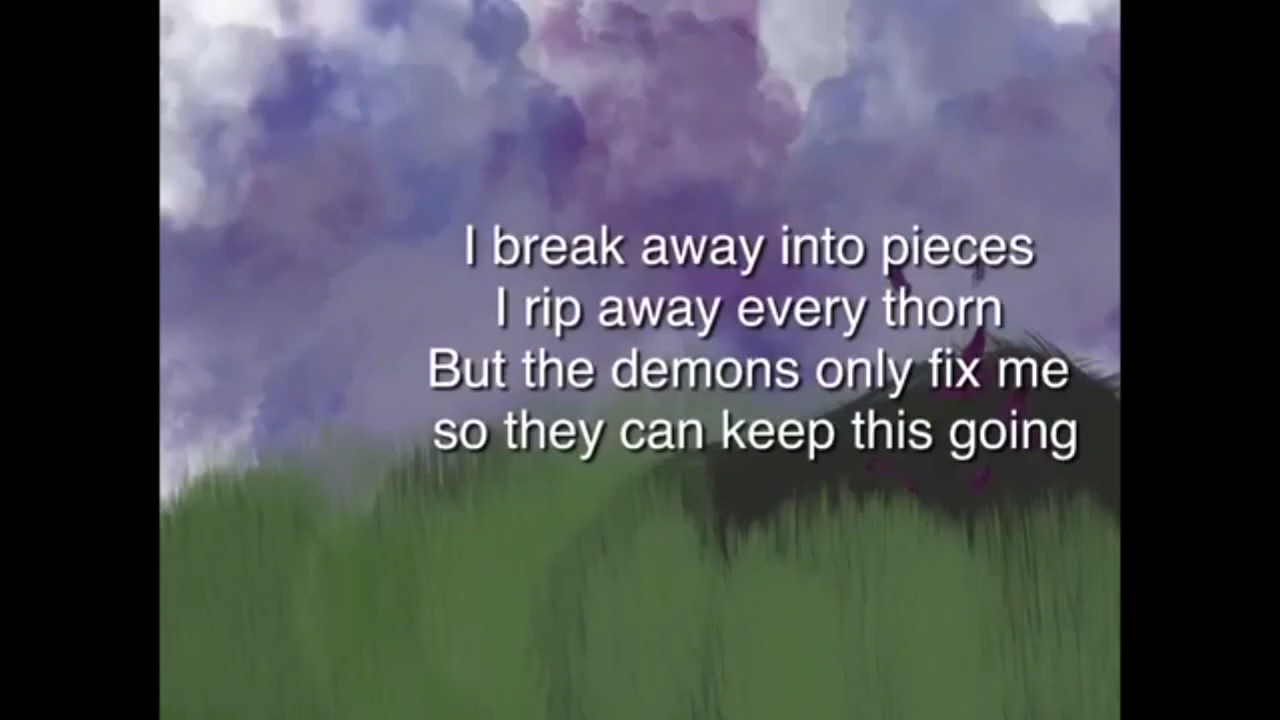 I break away into pieces
I rip away every thorn
But the demons only fix me
so they can keep this going